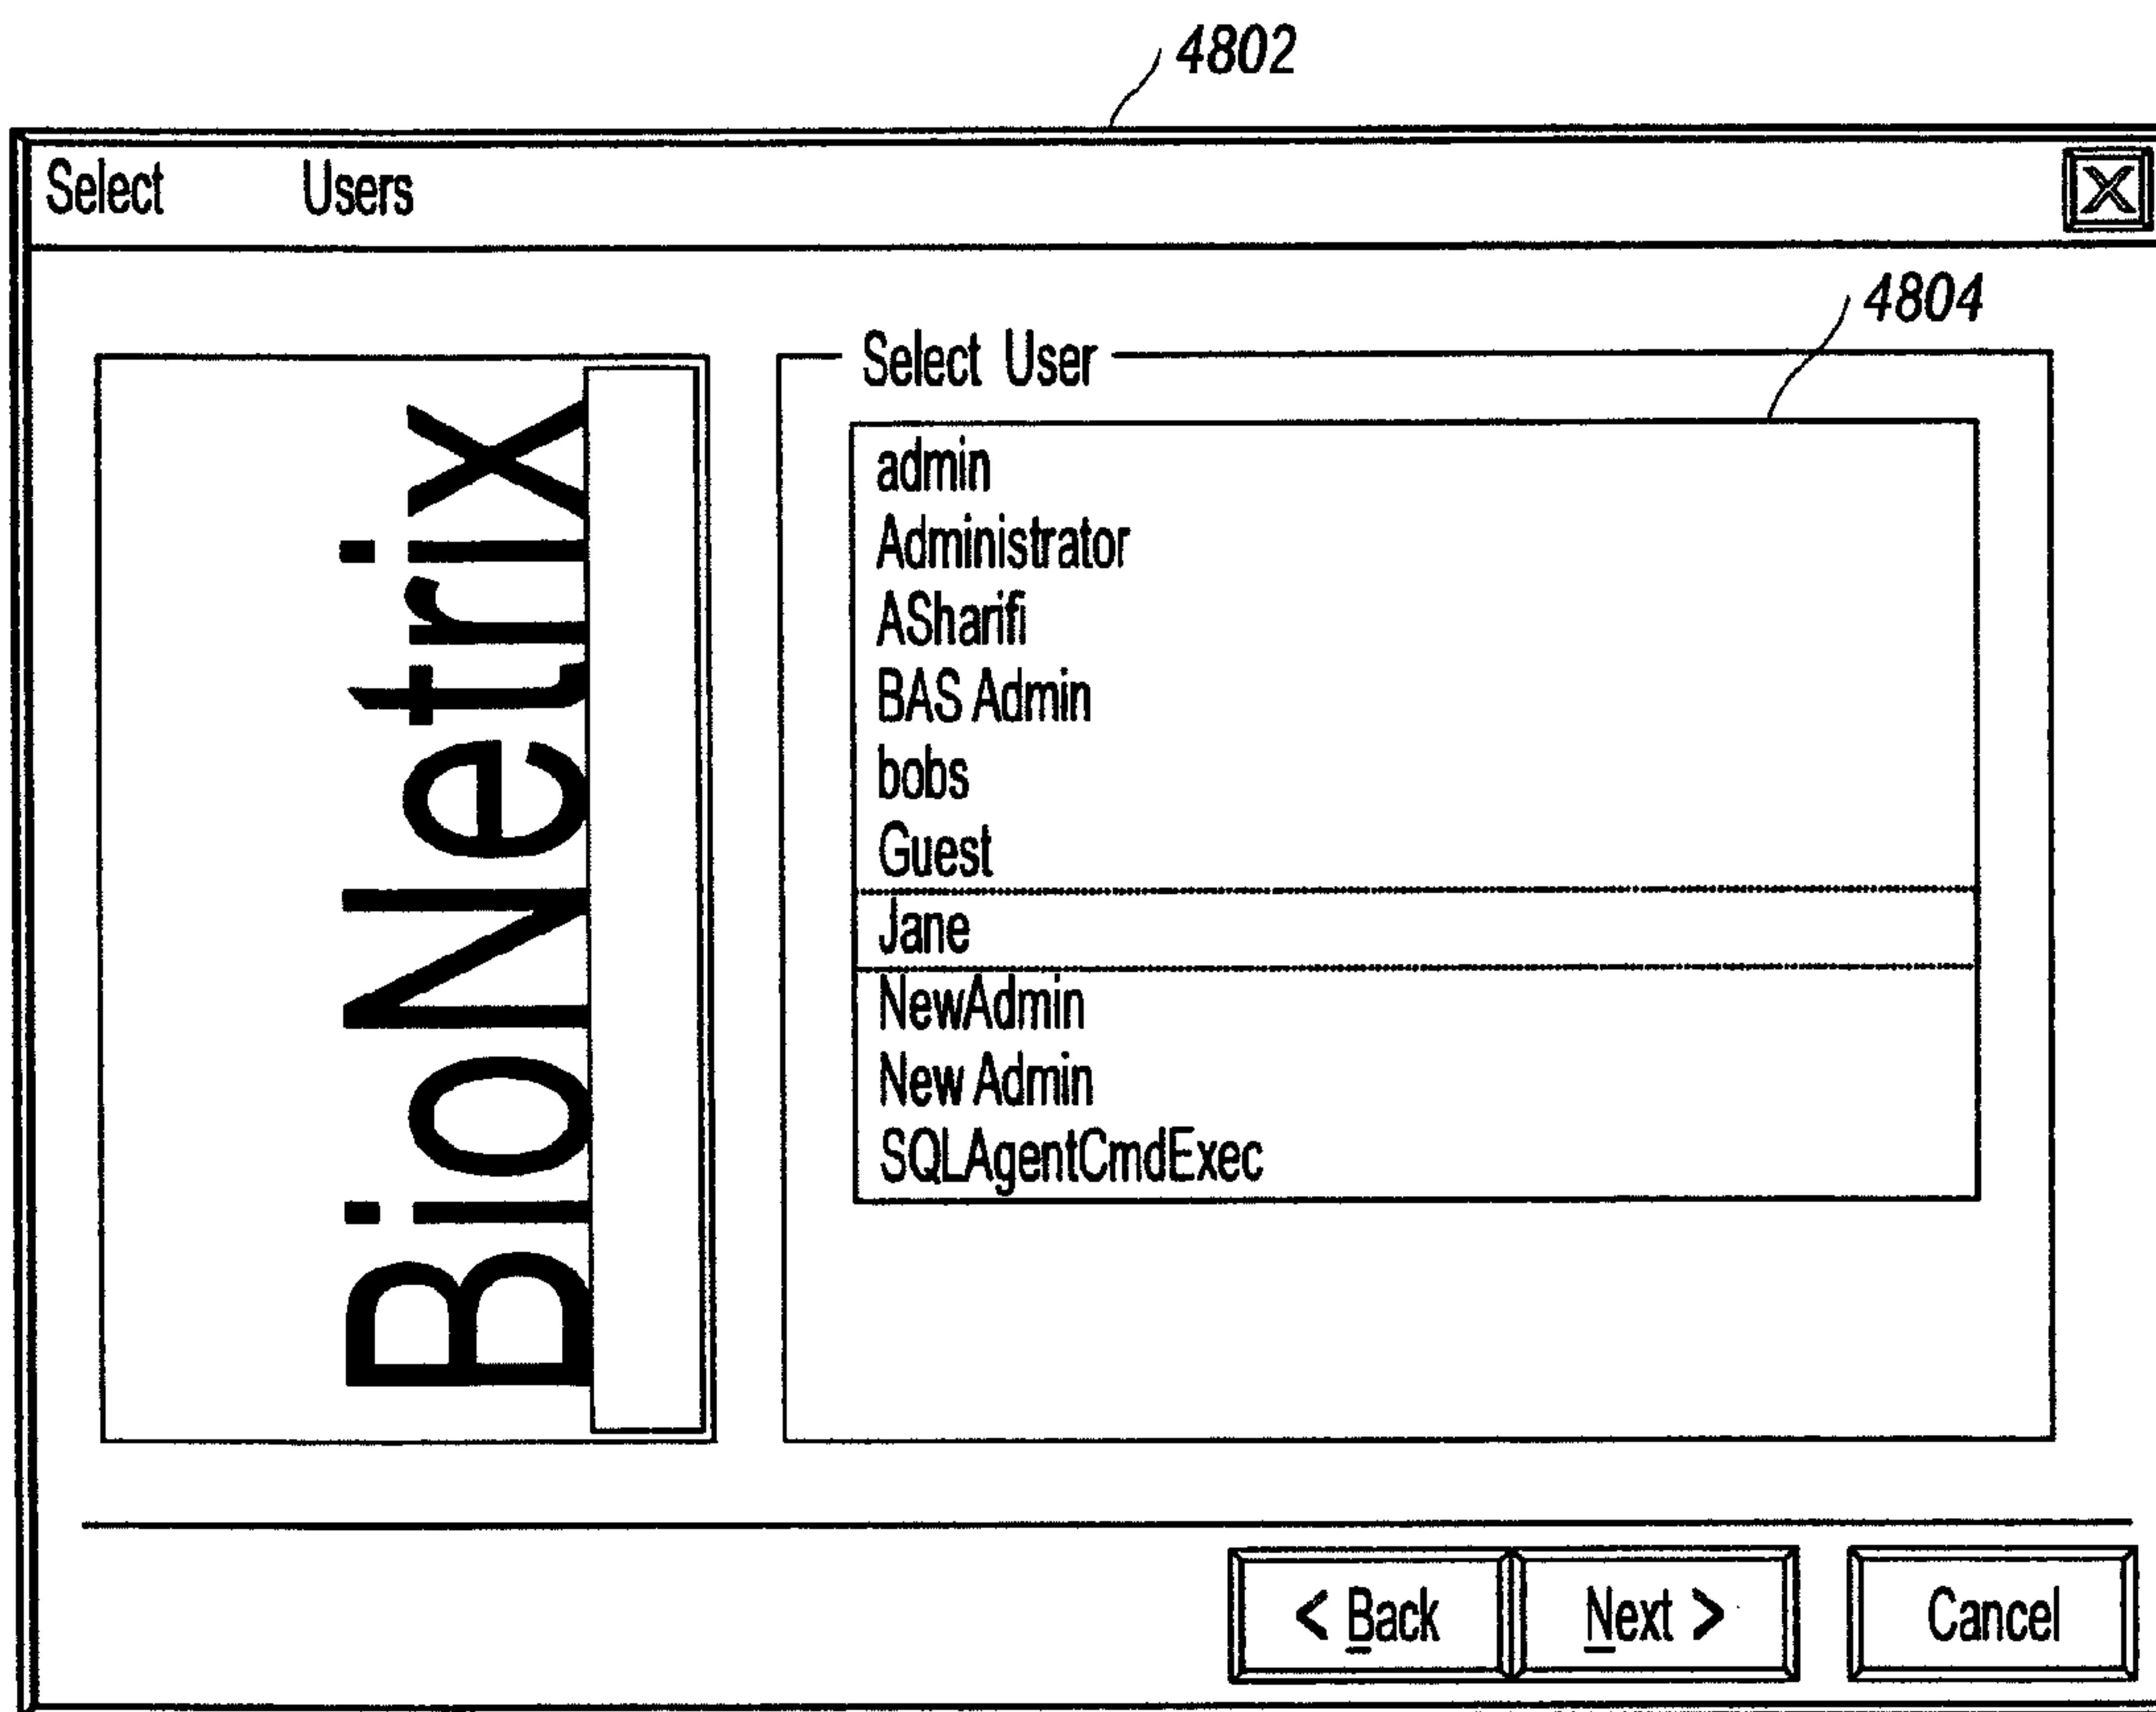 4802
Select Users X
4804
BioNetrix
Select User
admin
Administrator
ASharifi
BAS Admin
bobs
Guest
Jane
NewAdmin
New Admin
SQLAgentCmdExec
< Back Next > Cancel